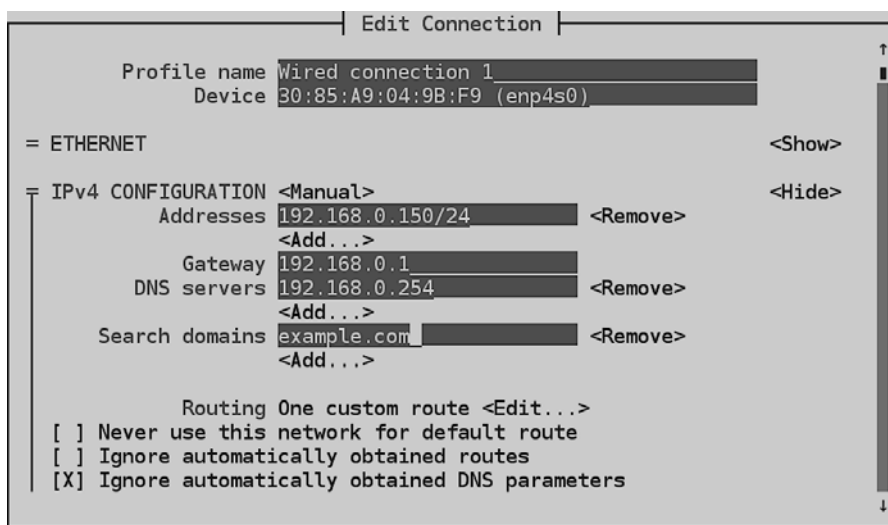 Edit Connection
Profile name Wired connection 1
Device 30:85:A9:04:9B:F9 (enp4s0)
= ETHERNET <Show>
= IPv4 CONFIGURATION <Manual> <Hide>
Addresses 192.168.0.150/24 <Remove>
<Add...>
Gateway 192.168.0.1
DNS servers 192.168.0.254 <Remove>
<Add...>
Search domains example.com <Remove>
<Add...>
Routing One custom route <Edit...>
[ ] Never use this network for default route
[ ] Ignore automatically obtained routes
[X] Ignore automatically obtained DNS parameters